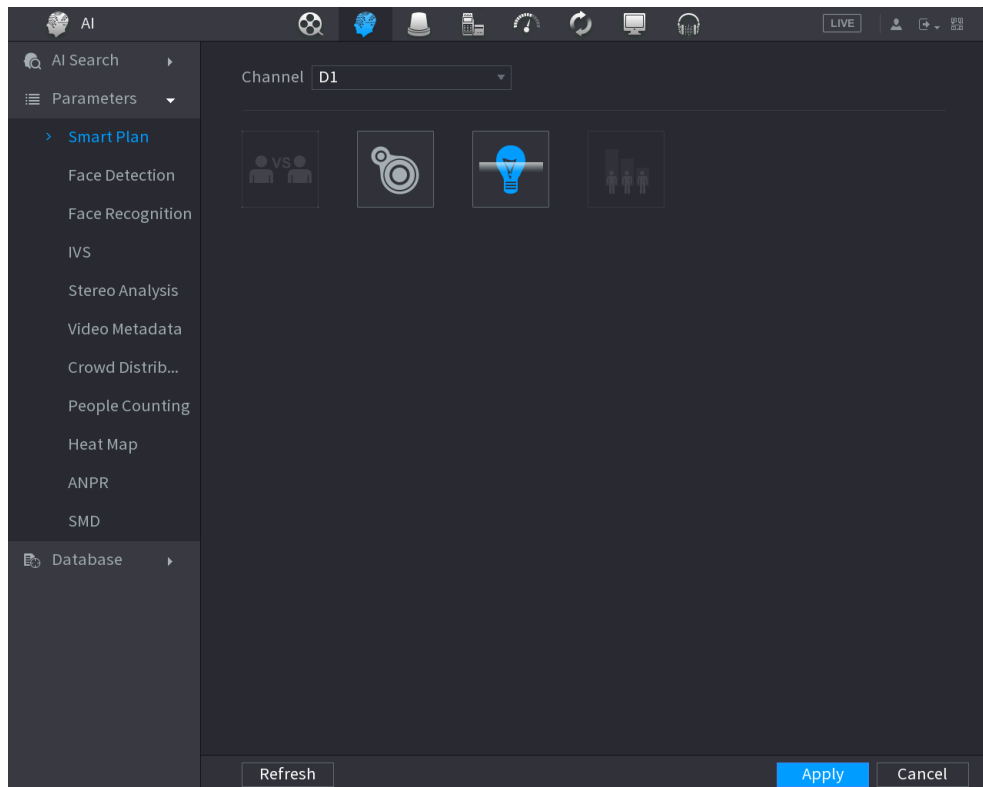 AI
LIVE
AI Search
Parameters
Smart Plan
Face Detection
Face Recognition
IVS
Stereo Analysis
Video Metadata
Crowd Distrib...
People Counting
Heat Map
ANPR
SMD
Database
Channel D1
VS
Refresh
Apply
Cancel